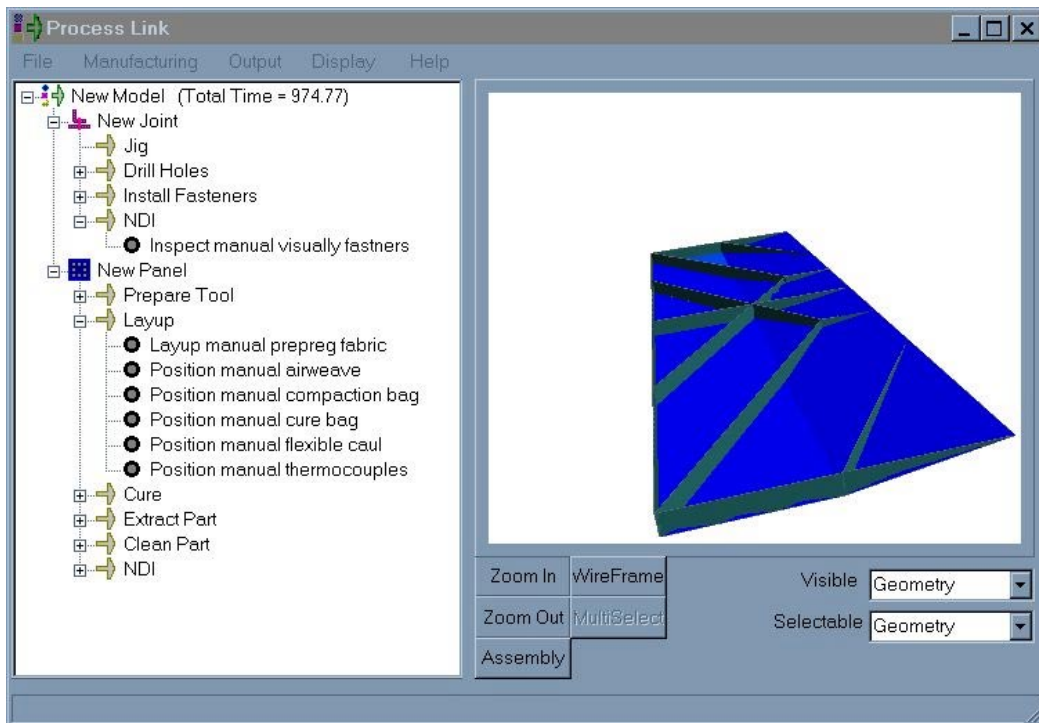 Process Link
File Manufacturing Output Display Help
New Model (Total Time = 974.77)
New Joint
Jig
Drill Holes
Install Fasteners
NDI
Inspect manual visually fastners
New Panel
Prepare Tool
Layup
Layup manual prepreg fabric
Position manual airweave
Position manual compaction bag
Position manual cure bag
Position manual flexible caul
Position manual thermocouples
Cure
Extract Part
Clean Part
NDI
Zoom In WireFrame
Visible Geometry
Zoom Out MultiSelect
Selectable Geometry
Assembly